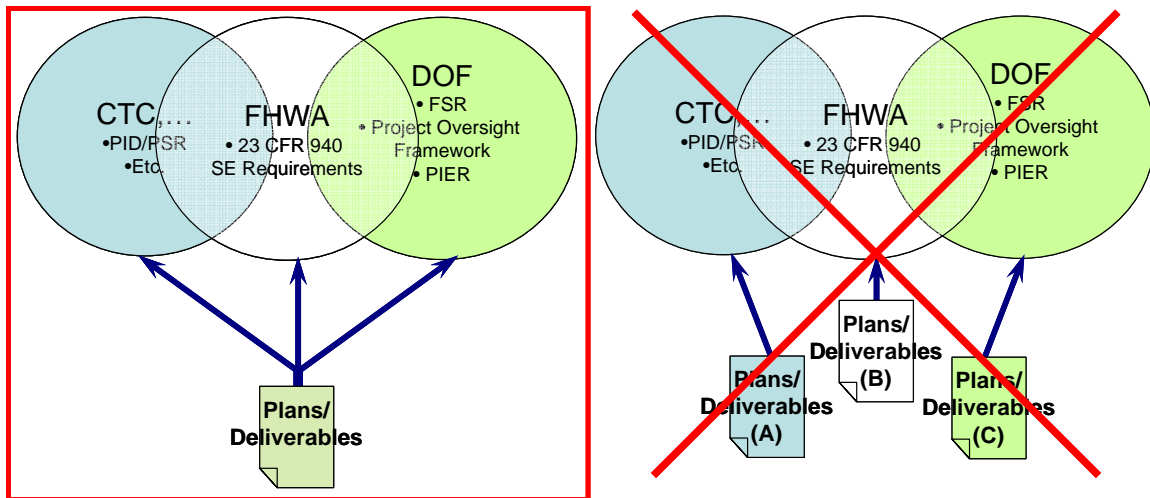 CTC,…
•PID/PSR
•Etc.
FHWA
• 23 CFR 940
SE Requirements
DOF
• FSR
• Project Oversight
Framework
• PIER
Plans/
Deliverables
CTC,…
•PID/PSR
•Etc.
FHWA
• 23 CFR 940
SE Requirements
DOF
• FSR
• Project Oversight
Framework
• PIER
Plans/
Deliverables
(A)
Plans/
Deliverables
(B)
Plans/
Deliverables
(C)